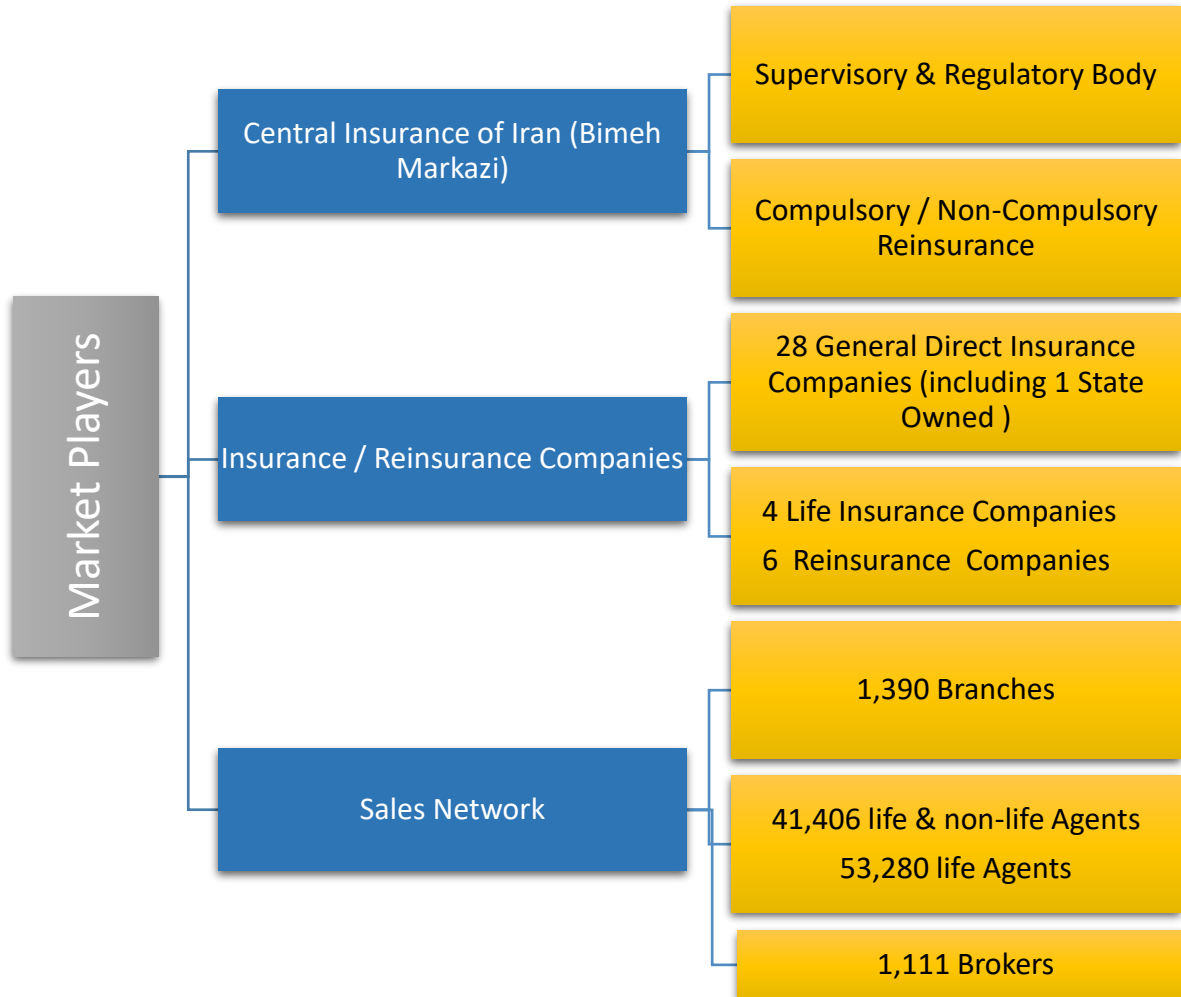 Market Players
Central Insurance of Iran (Bimeh
Markazi)
Supervisory & Regulatory Body
Compulsory / Non-Compulsory
Reinsurance
Insurance / Reinsurance Companies
28 General Direct Insurance
Companies (including 1 State
Owned )
4 Life Insurance Companies
6 Reinsurance Companies
Sales Network
1,390 Branches
41,406 life & non-life Agents
53,280 life Agents
1,111 Brokers